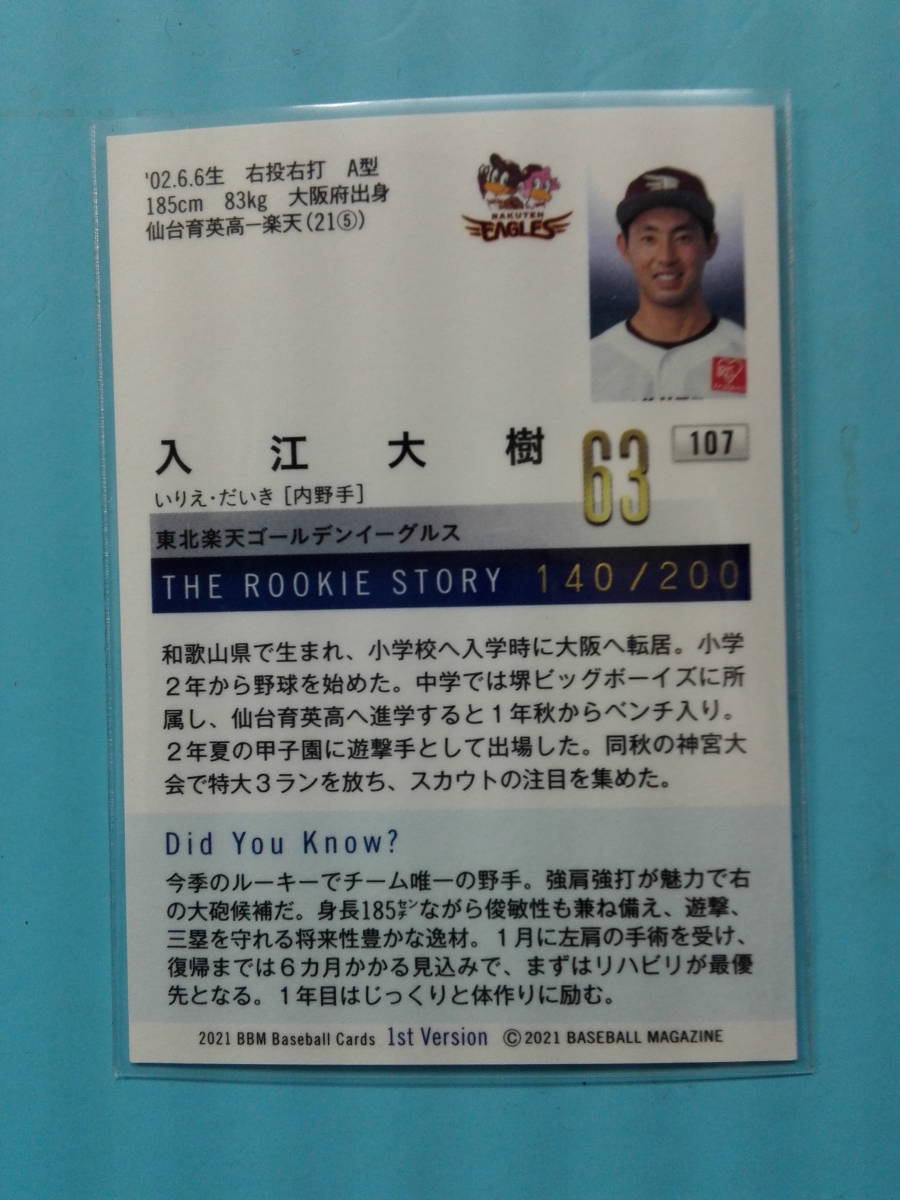 '02.6.6生 右投右打 A型
185cm 83kg 大阪府出身
仙台育英高ー楽天(21⑤)
RAKUTEN
EAGLES
入江大樹
63
107
いりえ・だいき [内野手]
東北楽天ゴールデンイーグルス
THE ROOKIE STORY 140/200
和歌山県で生まれ、小学校へ入学時に大阪へ転居。小学
2年から野球を始めた。中学では堺ビッグボーイズに所
属し、仙台育英高へ進学すると1年秋からベンチ入り。
2年夏の甲子園に遊撃手として出場した。同秋の神宮大
会で特大3ランを放ち、スカウトの注目を集めた。
Did You Know?
今季のルーキーでチーム唯一の野手。強肩強打が魅力で右
の大砲候補だ。身長185㌢ながら俊敏性も兼ね備え、遊撃、
三塁を守れる将来性豊かな逸材。1月に左肩の手術を受け、
復帰までは6カ月かかる見込みで、まずはリハビリが最優
先となる。1年目はじっくりと体作りに励む。
2021 BBM Baseball Cards 1st Version ©2021 BASEBALL MAGAZINE